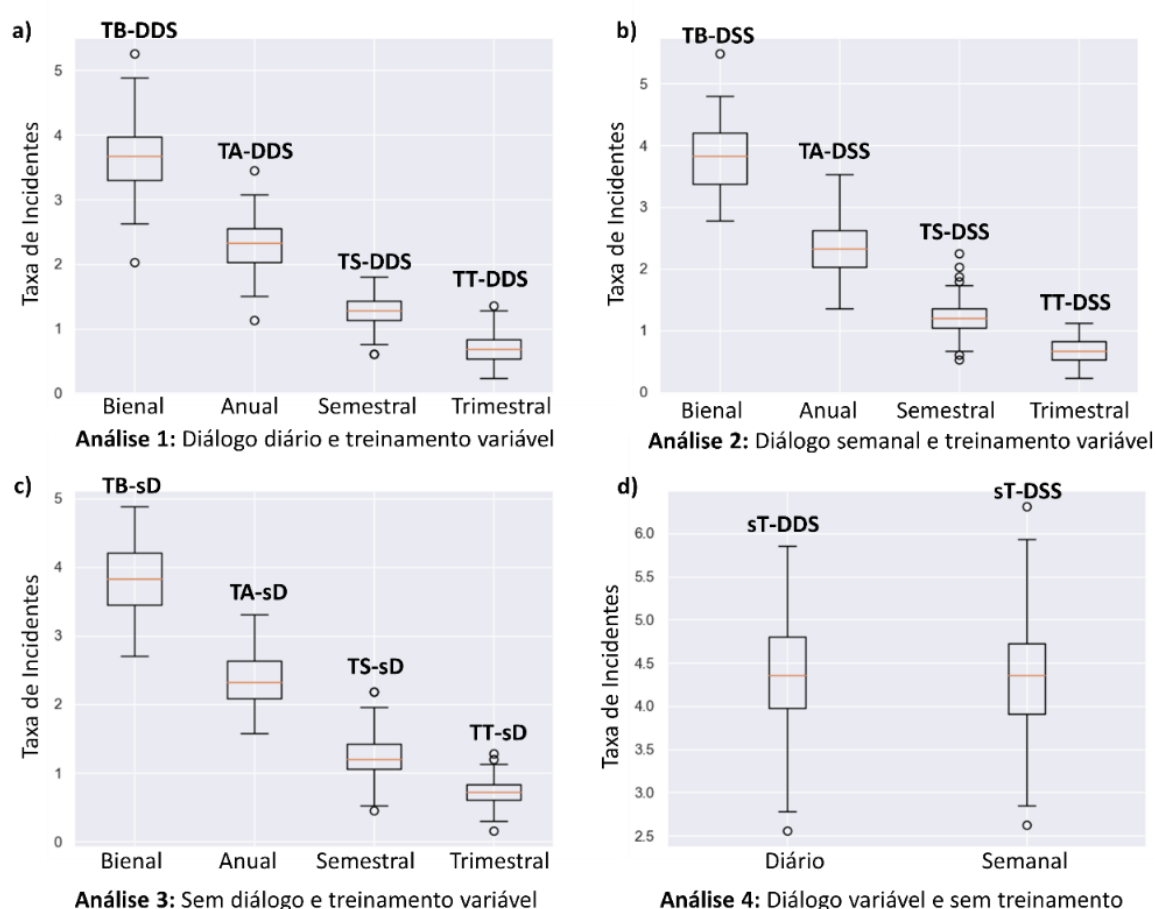 a)
TB-DDS
TA-DDS
TS-DDS
TT-DDS
Taxa de Incidentes
5
4
3
2
1
0
Bienal Anual Semestral Trimestral
Análise 1: Diálogo diário e treinamento variável
b)
TB-DSS
TA-DSS
TS-DSS
TT-DSS
Taxa de Incidentes
5
4
3
2
1
0
Bienal Anual Semestral Trimestral
Análise 2: Diálogo semanal e treinamento variável
c)
TB-sD
TA-sD
TS-sD
TT-sD
Taxa de Incidentes
5
4
3
2
1
0
Bienal Anual Semestral Trimestral
Análise 3: Sem diálogo e treinamento variável
d)
sT-DDS
sT-DSS
Taxa de Incidentes
6.0
5.5
5.0
4.5
4.0
3.5
3.0
2.5
Diário Semanal
Análise 4: Diálogo variável e sem treinamento